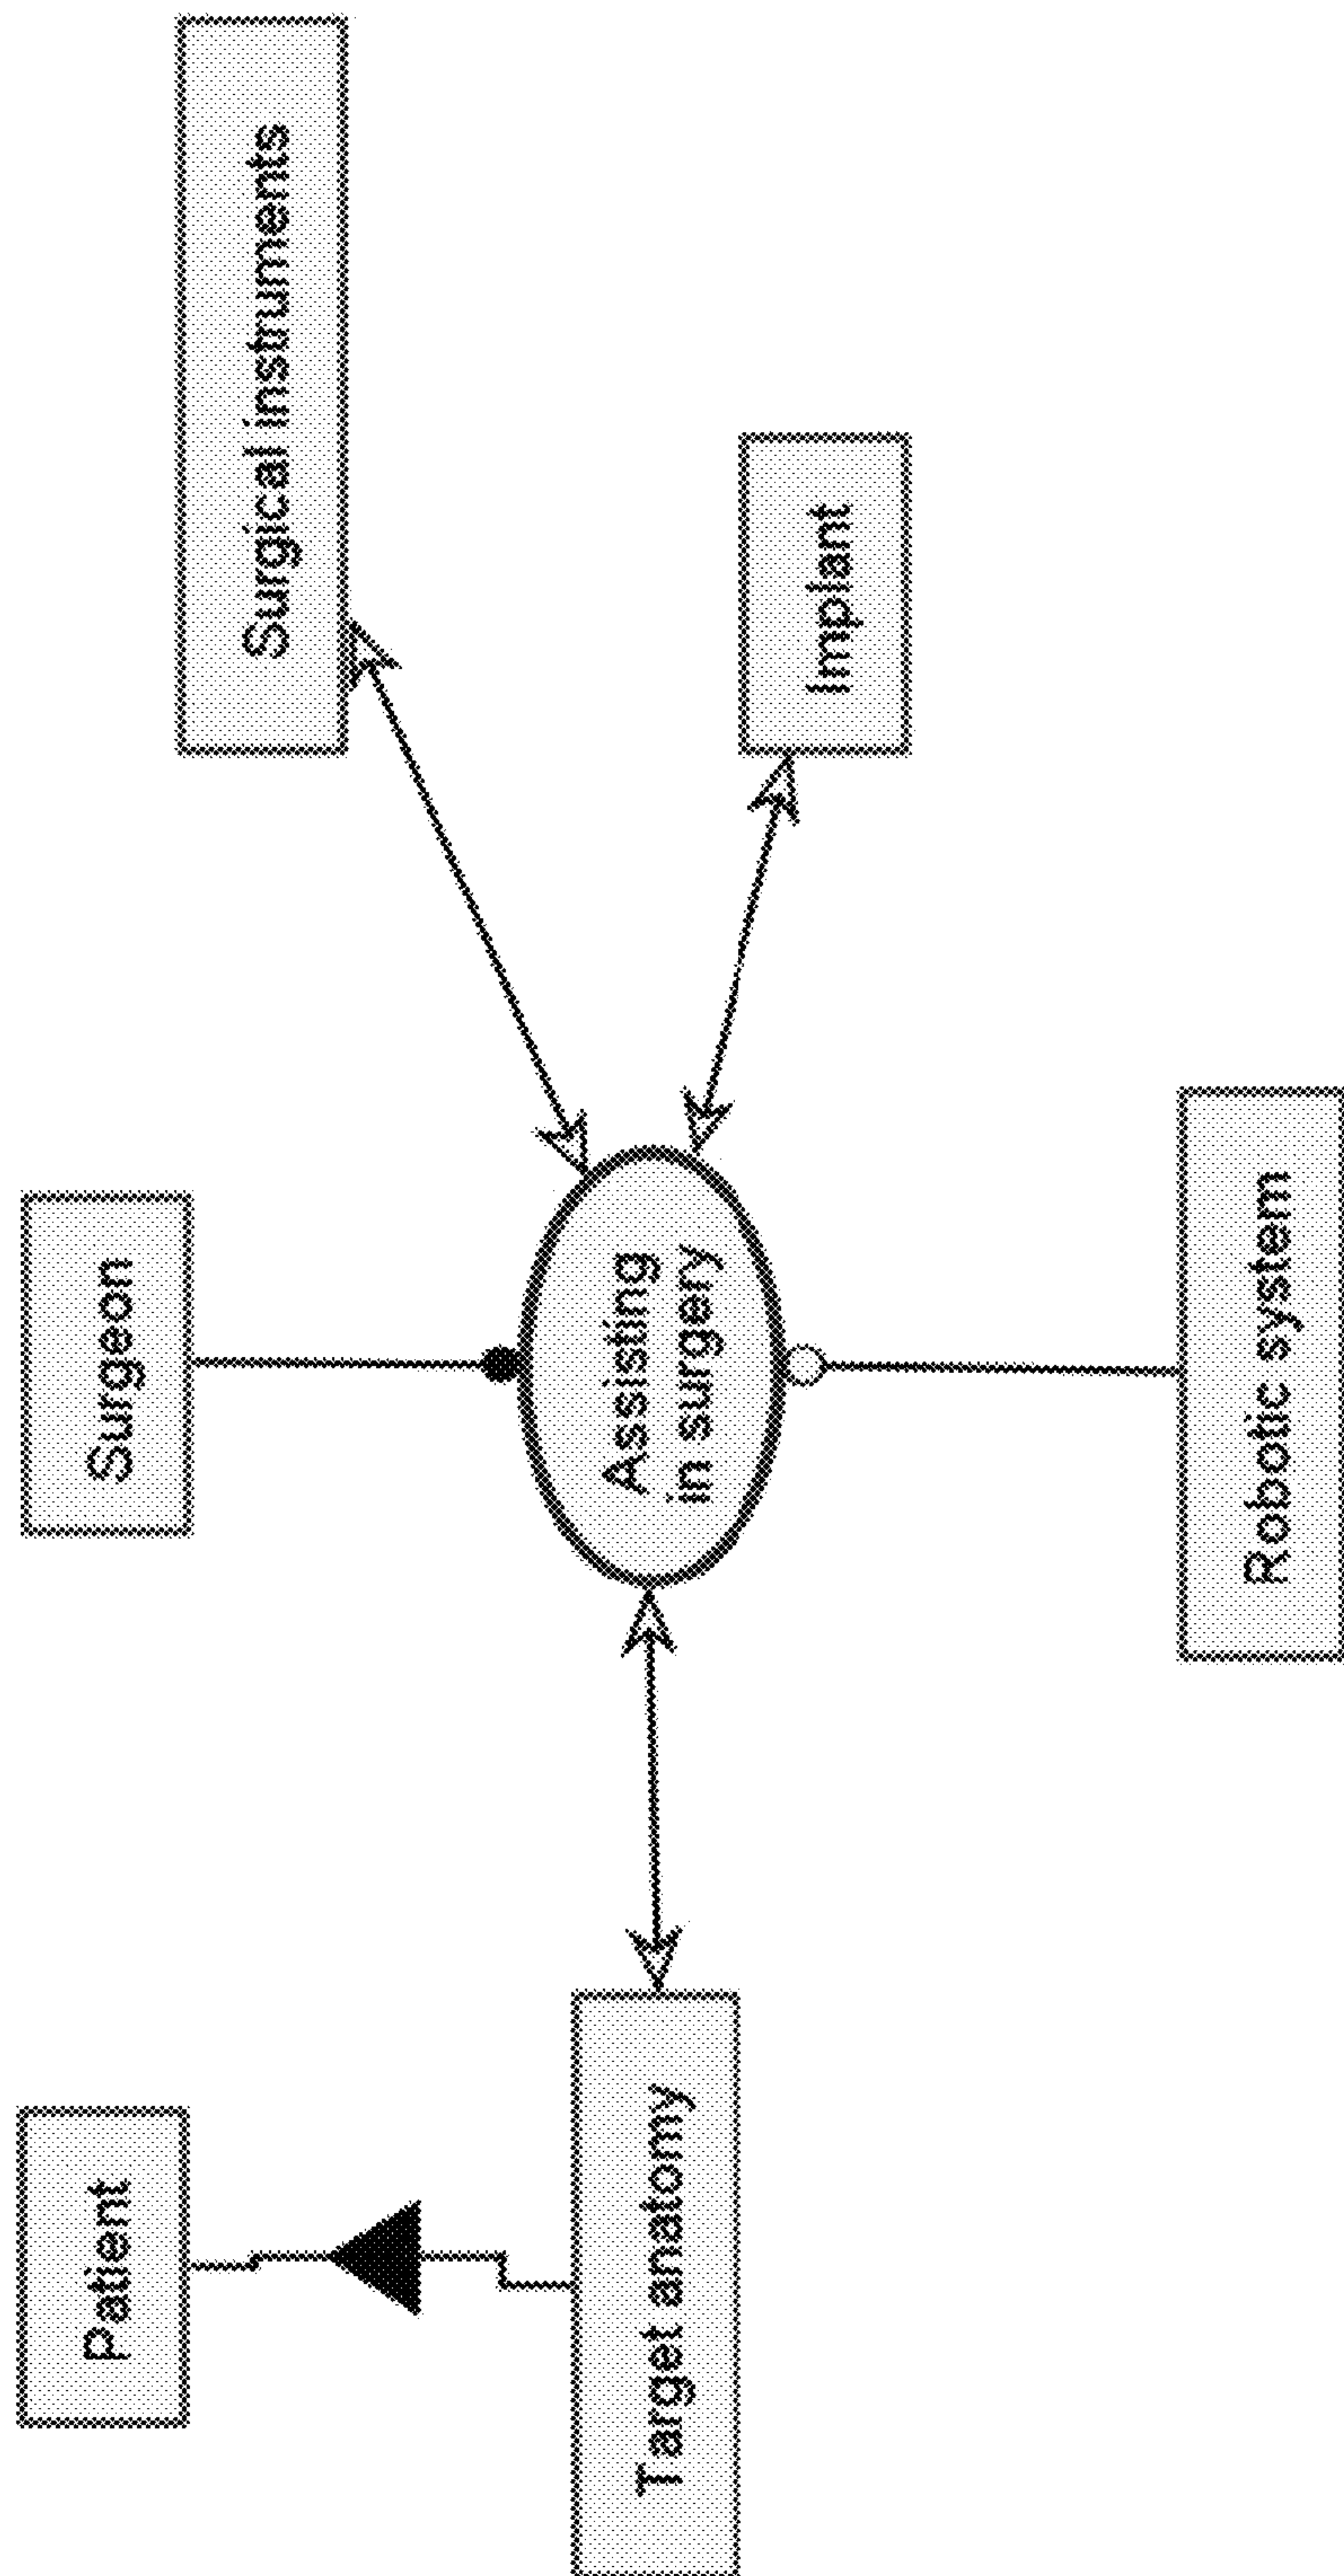 Patient
Surgeon
Surgical instruments
Target anatomy
Assisting
in surgery
Implant
Robotic system